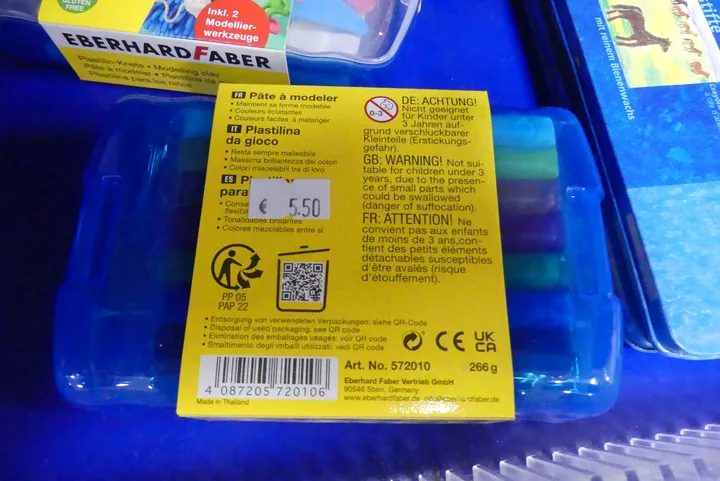 GLUTEN FREE
Inkl. 2
Modellier-
werkzeuge
EBERHARD FABER
Plastilin-Knete · Modelling clay
Pâte à modeler · Plastilina da
Plastilina para los niños
mit reinem Bienenwachs
FR Pâte à modeler
• Maintient sa forme modelée
• Couleurs éclatantes
• Couleurs faciles à mélanger
IT Plastilina
da gioco
• Resta sempre malleabile
• Massima brillantezza dei colori
• Colori miscelabili tra di loro
ES
para
flexibil
• Tonalidades brillantes
• Colores mezclables entre sí
€ 5.50
PP 05
PAP 22
0-3
DE: ACHTUNG!
Nicht geeignet
für Kinder unter
3 Jahren auf-
grund verschluckbarer
Kleinteile (Erstickungs-
gefahr).
GB: WARNING! Not sui-
table for children under 3
years, due to the presen-
ce of small parts which
could be swallowed
(danger of suffocation).
FR: ATTENTION! Ne
convient pas aux enfants
de moins de 3 ans,con-
tient des petits éléments
détachables susceptibles
d'être avalés (risque
d'étouffement).
• Entsorgung von verwendeten Verpackungen: siehe QR-Code
• Disposal of used packaging: see QR code
• Elimination des emballages usagés: voir QR code
• Smaltimento degli imballi utilizzati: vedi QR code
CE UK
CA
4 087205 720106
Made in Thailand
Art. No. 572010 266 g
Eberhard Faber Vertrieb GmbH
90546 Stein, Germany
www.eberhardfaber.de